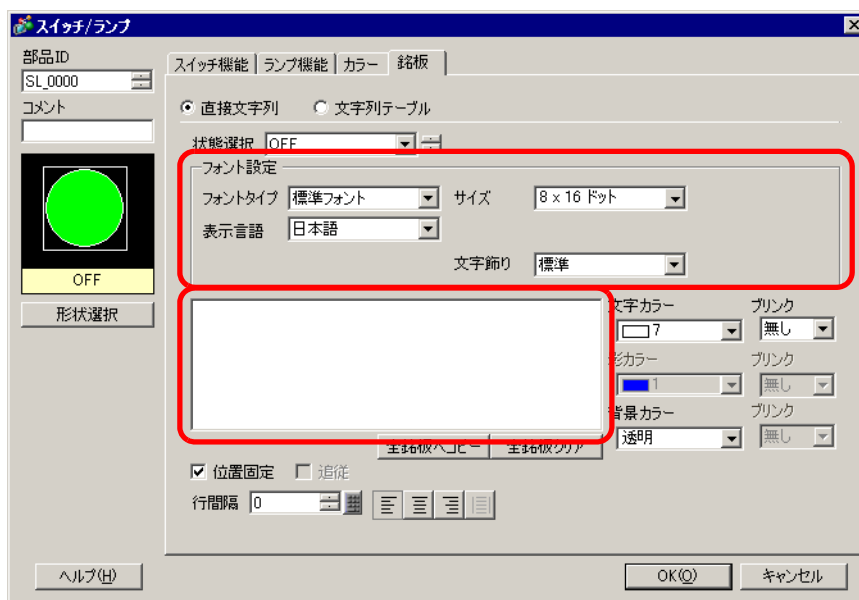 スイッチ/ランプ
部品ID
SL_0000
コメント
OFF
形状選択
スイッチ機能 ランプ機能 カラー 銘板
直接文字列 文字列テーブル
状態選択 OFF
フォント設定
フォントタイプ 標準フォント サイズ 8 x 16 ドット
表示言語 日本語
文字飾り 標準
文字カラー ブリンク
7 無し
影カラー ブリンク
1 無し
背景カラー ブリンク
透明 無し
全銘板へコピー 全銘板クリア
位置固定 追従
行間隔 0
ヘルプ(H) OK(O) キャンセル